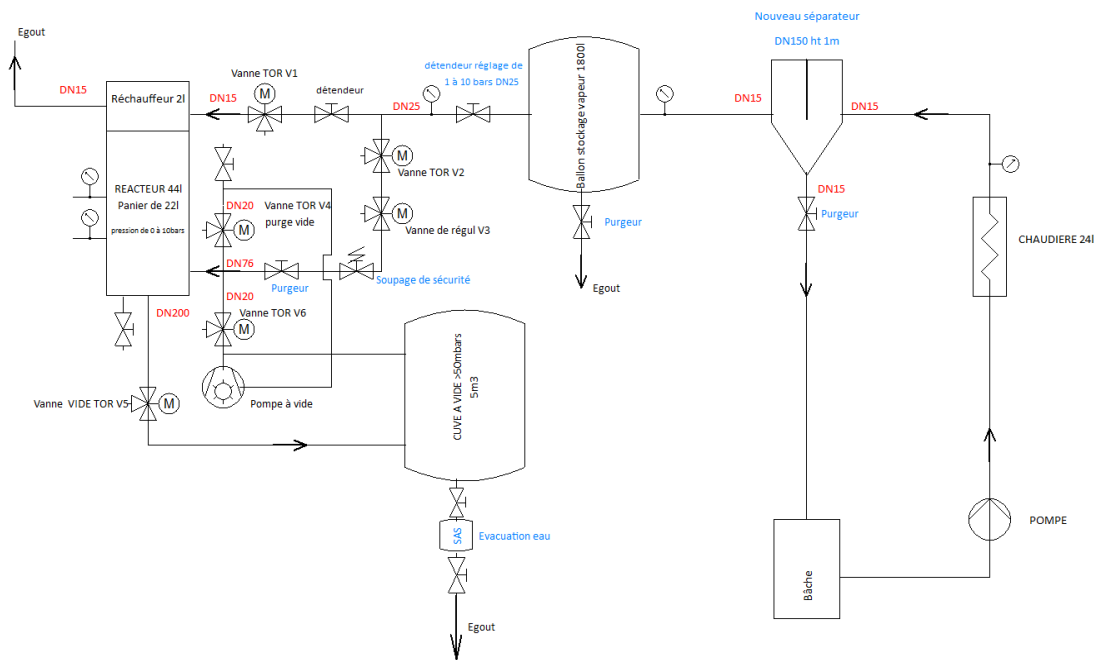 Nouveau séparateur
DN150 ht 1m
Egout
Vanne TOR V1
détendeur réglage de
1 à 10 bars DN25
DN15
Réchauffeur 2l
DN15
M
détendeur
DN25
Ballon stockage vapeur 1800l
DN15
DN15
M
Vanne TOR V2
REACTEUR 44l
Panier de 22l
pression de 0 à 10bars
DN20
Vanne TOR V4
purge vide
M
M
Vanne de régul V3
Purgeur
DN15
Purgeur
CHAUDIERE 24l
DN76
Purgeur
Soupage de sécurité
Egout
DN20
DN200
Vanne TOR V6
M
CUVE A VIDE >50mbars
5m3
Vanne VIDE TOR V5
M
Pompe à vide
SAS
Evacuation eau
POMPE
Bâche
Egout